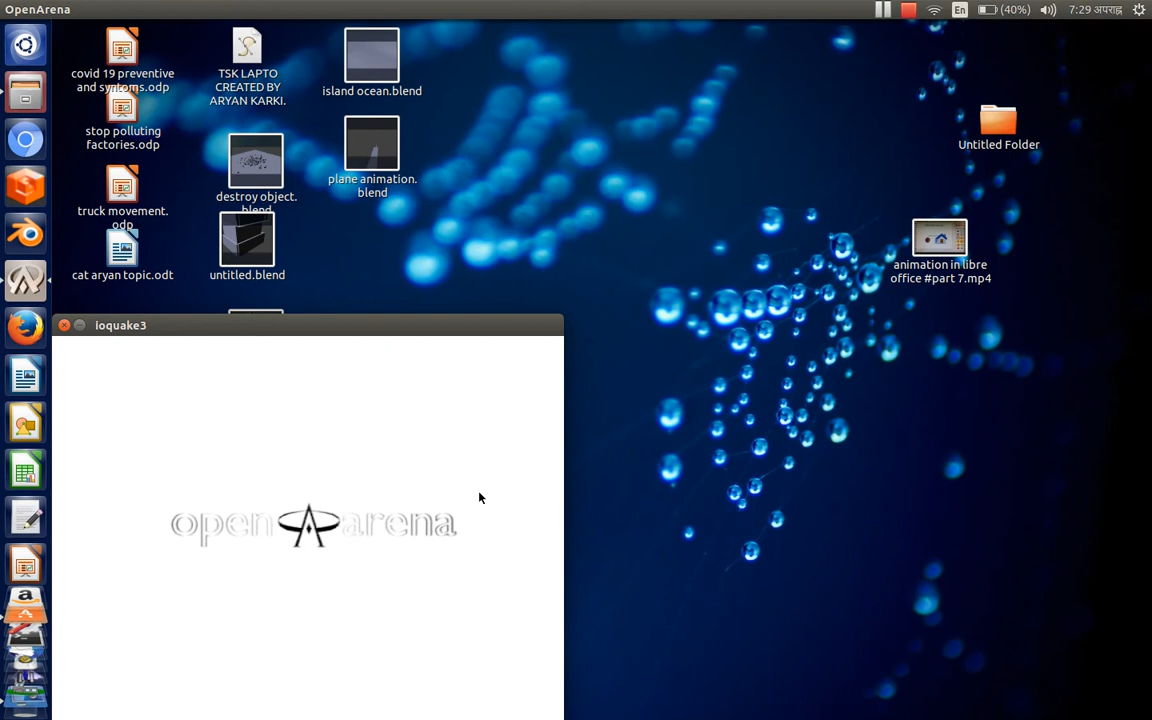 OpenArena
En
(40%)
7:29 अपराह्न
covid 19 preventive
and syntoms.odp
stop polluting
factories.odp
truck movement.
odp
cat aryan topic.odt
TSK LAPTO
CREATED BY
ARYAN KARKI.
destroy object.
blend
untitled.blend
island ocean.blend
plane animation.
blend
Untitled Folder
animation in libre
office #part 7.mp4
ioquake3
open arena